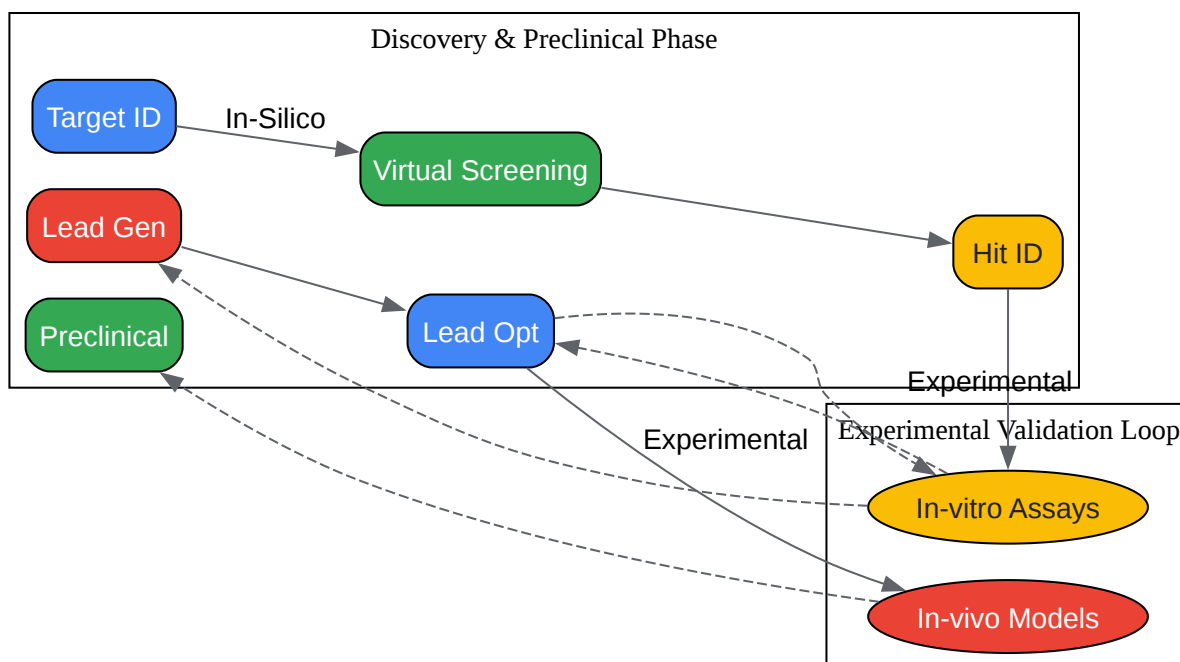 Discovery & Preclinical Phase
Target ID
In-Silico
Virtual Screening
Lead Gen
Hit ID
Preclinical
Lead Opt
Experimental
Experimental Validation Loop
Experimental
In-vitro Assays
In-vivo Models